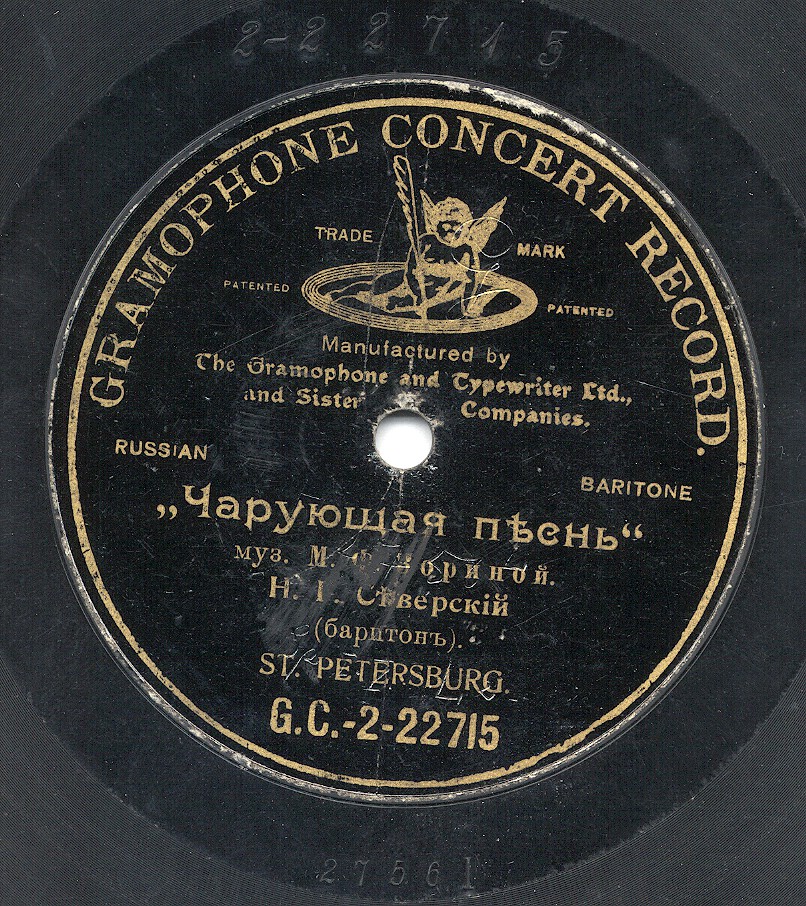 2-22715
GRAMOPHONE CONCERT RECORD.
TRADE MARK
PATENTED PATENTED
Manufactured by
The Gramophone and Typewriter Ltd.,
and Sister Companies.
RUSSIAN
BARITONE
„Чарующая пѣснь“
муз. М.
Н. Г. Сѣверскій
(баритонъ).
ST. PETERSBURG.
G.C.-2-22715
27561